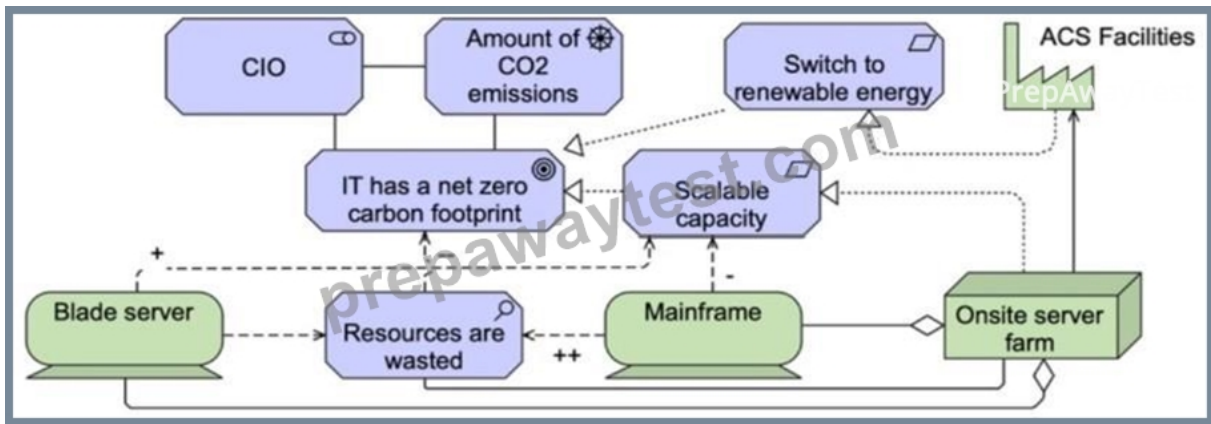 CIO
Amount of
CO2
emissions
Switch to
renewable energy
ACS Facilities
PrepAwayTest
IT has a net zero
carbon footprint
Scalable
capacity
prepawaytest.com
+
-
-
Blade server
Resources are
wasted
++
Mainframe
Onsite server
farm